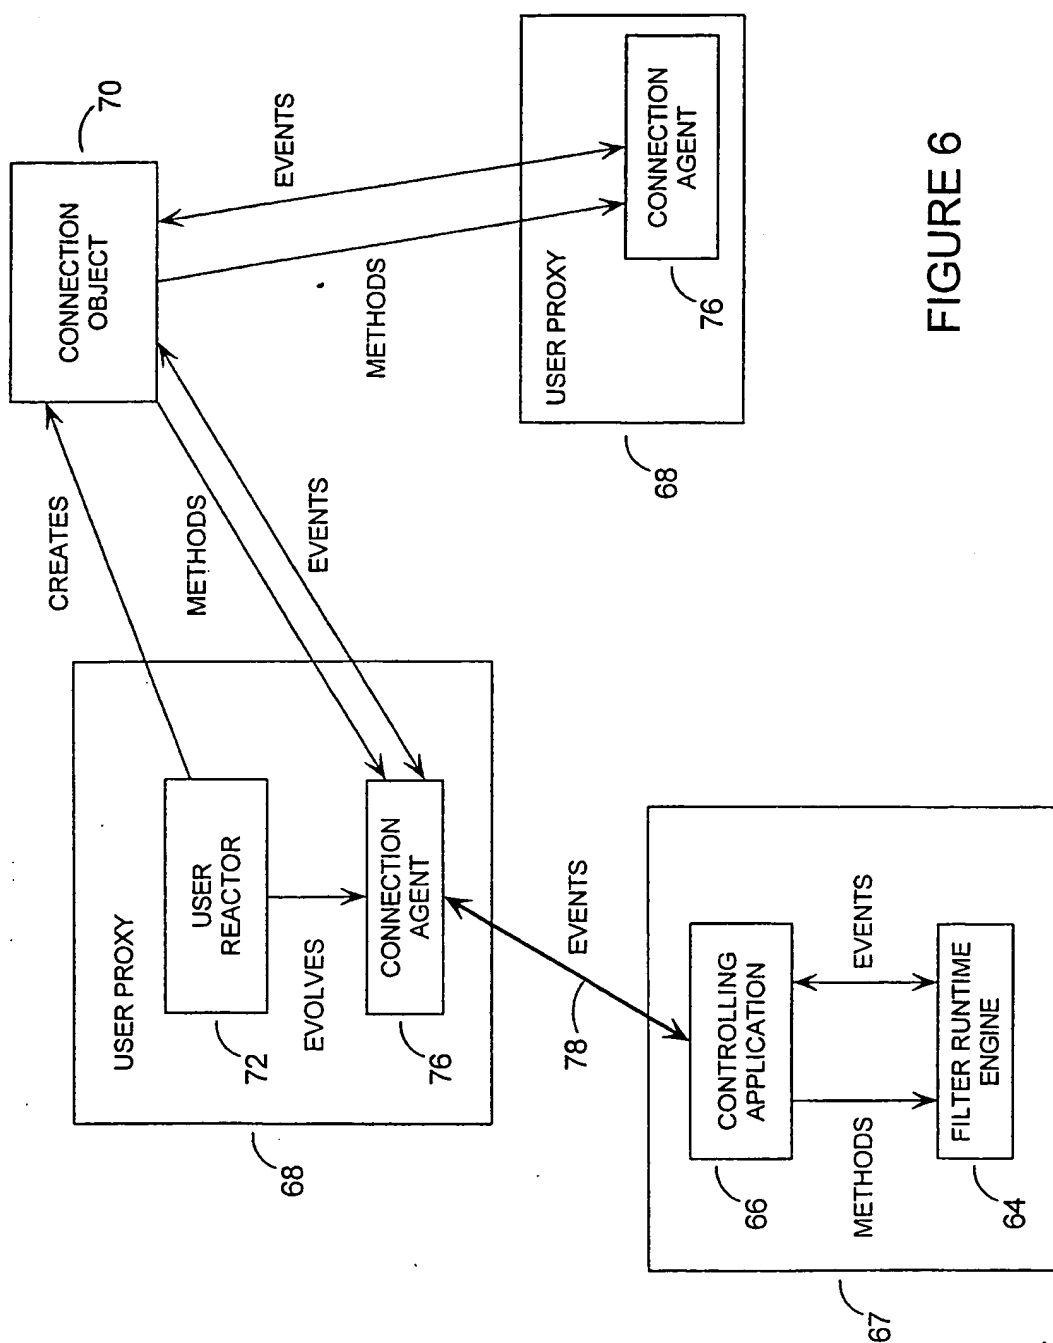 USER PROXY
USER
REACTOR
72
EVOLVES
CONNECTION
AGENT
76
68
CREATES
METHODS
EVENTS
CONNECTION
OBJECT
70
EVENTS
METHODS
USER PROXY
CONNECTION
AGENT
76
68
EVENTS
78
CONTROLLING
APPLICATION
66
METHODS
EVENTS
FILTER RUNTIME
ENGINE
64
67
FIGURE 6